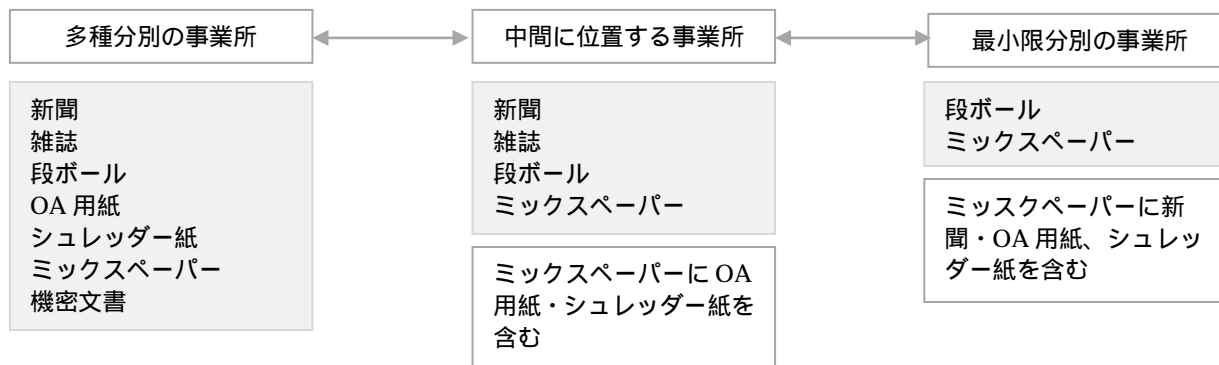 多種分別の事業所
新聞
雑誌
段ボール
OA 用紙
シュレッダー紙
ミックスペーパー
機密文書
中間に位置する事業所
新聞
雑誌
段ボール
ミックスペーパー
ミックスペーパーに OA
用紙・シュレッダー紙を
含む
最小限分別の事業所
段ボール
ミックスペーパー
ミッスクペーパーに新
聞・OA 用紙、シュレッ
ダー紙を含む